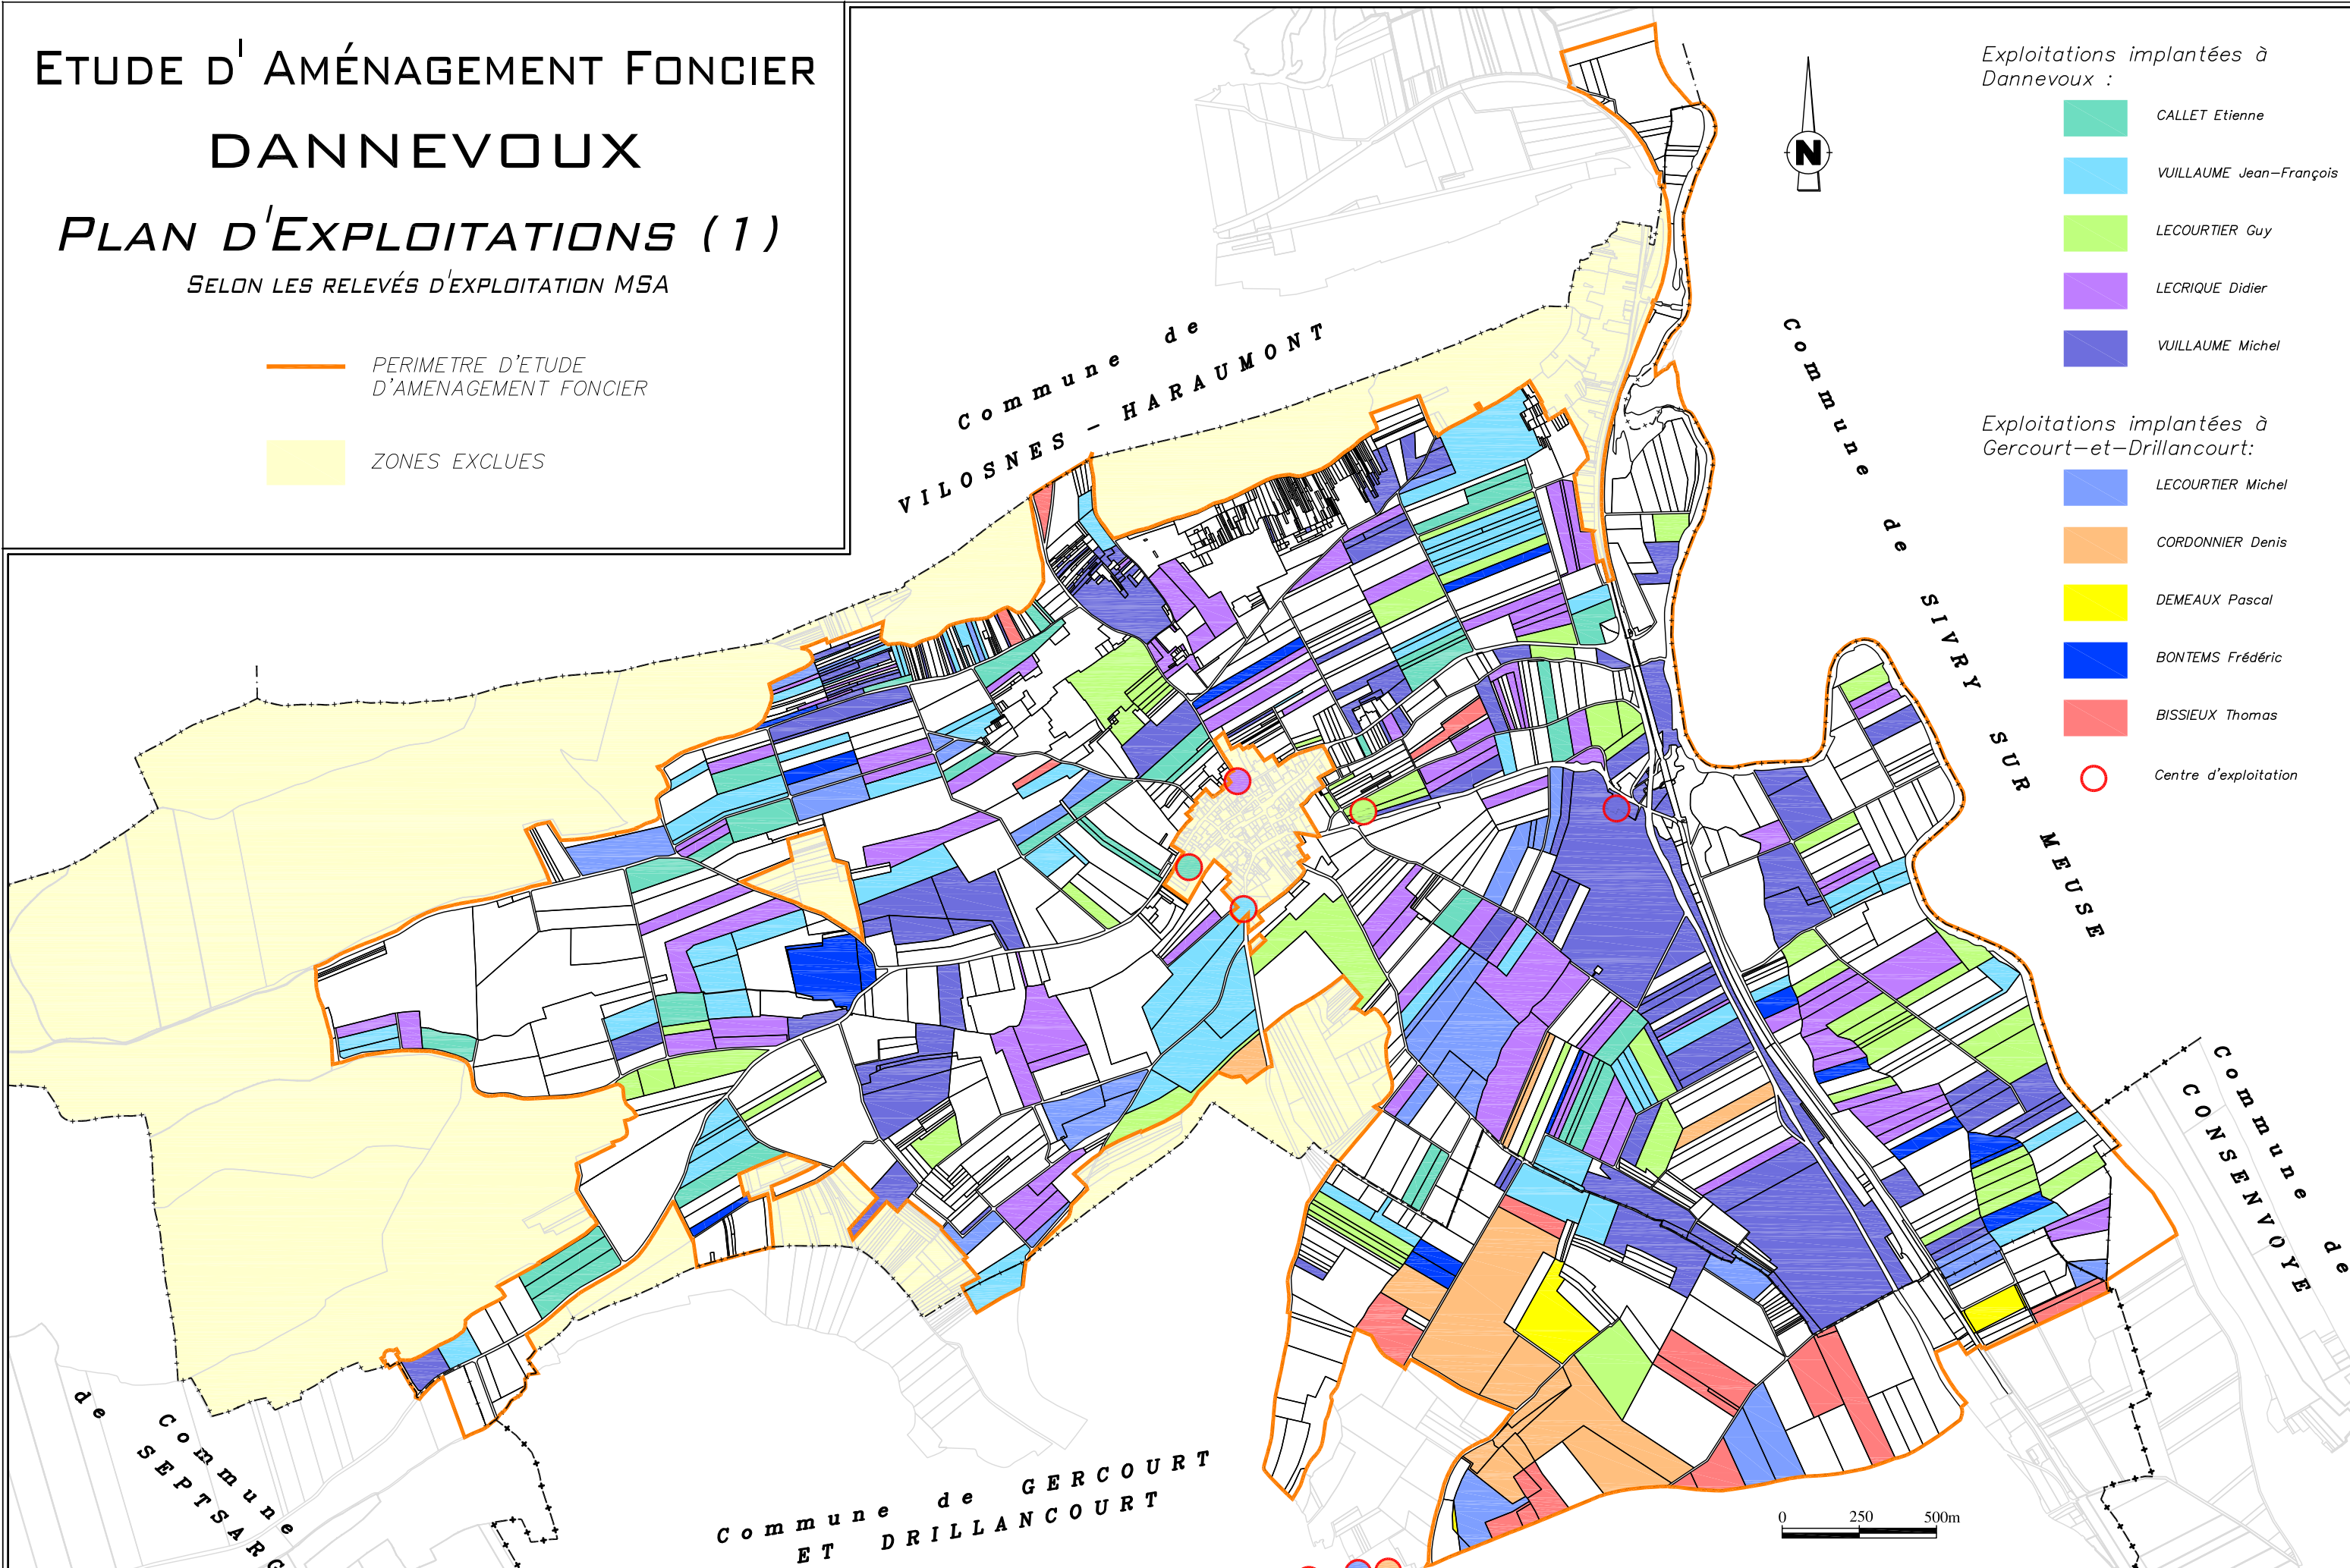 ETUDE D' AMÉNAGEMENT FONCIER
DANNEVOUX
PLAN D'EXPLOITATIONS (1)
SELON LES RELEVÉS D'EXPLOITATION MSA
PERIMETRE D'ETUDE
D'AMENAGEMENT FONCIER
ZONES EXCLUES
Commune de
VILOSNES - HARAUMONT
N
Commune de SIVRY SUR MEUSE
Exploitations implantées à
Dannevoux :
CALLET Etienne
VUILLAUME Jean-François
LECOURTIER Guy
LECRIQUE Didier
VUILLAUME Michel
Exploitations implantées à
Gercourt-et-Drillancourt:
LECOURTIER Michel
CORDONNIER Denis
DEMEAUX Pascal
BONTEMS Frédéric
BISSIEUX Thomas
Centre d'exploitation
Commune de
CONSENVOYE
Commune
de
SEPTSARG
Commune de GERCOURT
ET DRILLANCOURT
0 250 500m